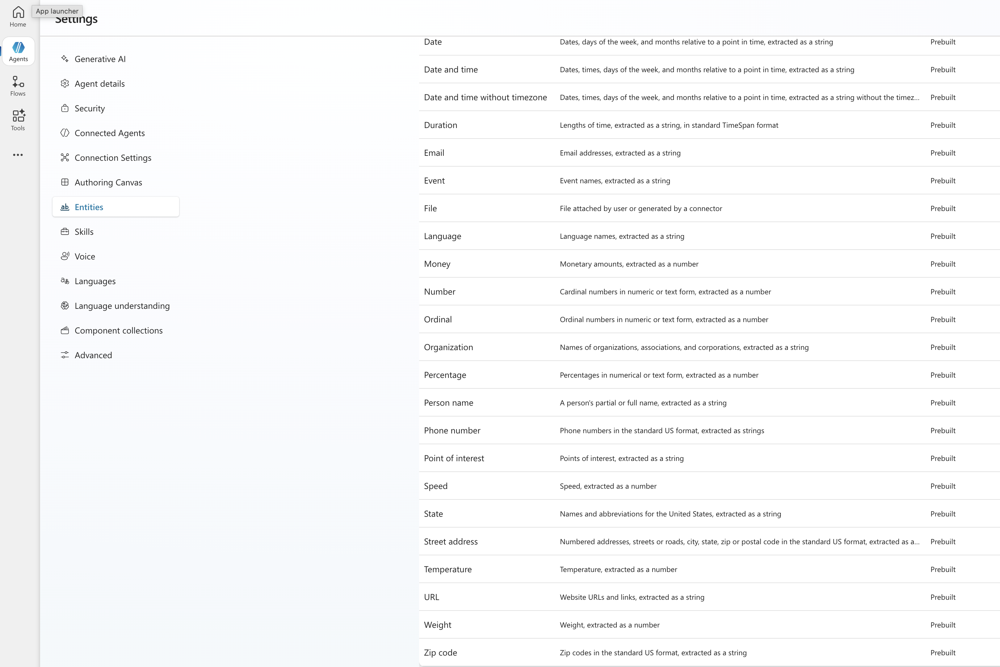 App launcher
Settings
Home
Agents
Flows
Tools
Generative AI
Agent details
Security
Connected Agents
Connection Settings
Authoring Canvas
Entities
Skills
Voice
Languages
Language understanding
Component collections
Advanced
Date Dates, days of the week, and months relative to a point in time, extracted as a string Prebuilt
Date and time Dates, times, days of the week, and months relative to a point in time, extracted as a string Prebuilt
Date and time without timezone Dates, times, days of the week, and months relative to a point in time, extracted as a string without the timez... Prebuilt
Duration Lengths of time, extracted as a string, in standard TimeSpan format Prebuilt
Email Email addresses, extracted as a string Prebuilt
Event Event names, extracted as a string Prebuilt
File File attached by user or generated by a connector Prebuilt
Language Language names, extracted as a string Prebuilt
Money Monetary amounts, extracted as a number Prebuilt
Number Cardinal numbers in numeric or text form, extracted as a number Prebuilt
Ordinal Ordinal numbers in numeric or text form, extracted as a number Prebuilt
Organization Names of organizations, associations, and corporations, extracted as a string Prebuilt
Percentage Percentages in numerical or text form, extracted as a number Prebuilt
Person name A person's partial or full name, extracted as a string Prebuilt
Phone number Phone numbers in the standard US format, extracted as strings Prebuilt
Point of interest Points of interest, extracted as a string Prebuilt
Speed Speed, extracted as a number Prebuilt
State Names and abbreviations for the United States, extracted as a string Prebuilt
Street address Numbered addresses, streets or roads, city, state, zip or postal code in the standard US format, extracted as a... Prebuilt
Temperature Temperature, extracted as a number Prebuilt
URL Website URLs and links, extracted as a string Prebuilt
Weight Weight, extracted as a number Prebuilt
Zip code Zip codes in the standard US format, extracted as a string Prebuilt